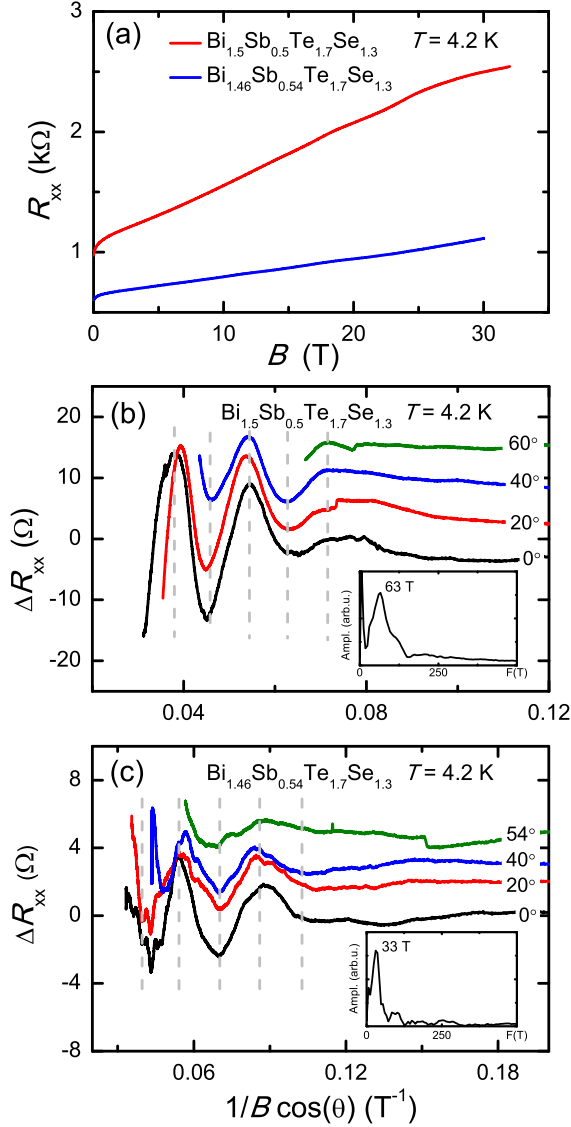 3
(a)
Bi1.5Sb0.5Te1.7Se1.3
T = 4.2 K
Bi1.46Sb0.54Te1.7Se1.3
2
Rxx (kΩ)
1
0
10
20
30
B (T)
20
(b)
Bi1.5Sb0.5Te1.7Se1.3
T = 4.2 K
60°
10
40°
20°
0
0°
ΔRxx (Ω)
-10
-20
63 T
Ampl. (arb.u.)
0
250
F(T)
0.04
0.08
0.12
8
(c)
Bi1.46Sb0.54Te1.7Se1.3
T = 4.2 K
54°
4
40°
20°
0
0°
ΔRxx (Ω)
-4
-8
33 T
Ampl. (arb.u.)
0
250
F(T)
0.06
0.12
0.18
1/B cos(θ) (T-1)